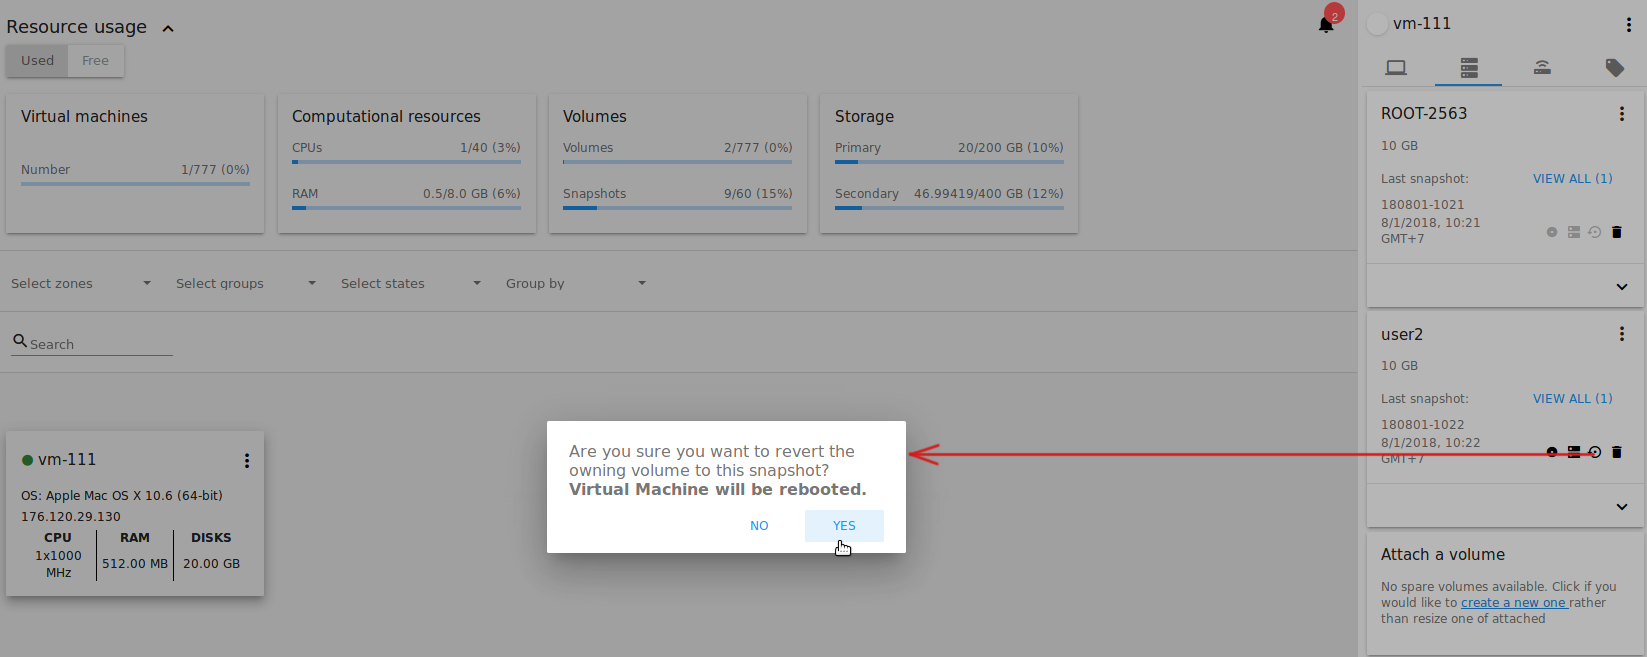 Resource usage
2
Used
Free
Virtual machines
Number 1/777 (0%)
Computational resources
CPUs 1/40 (3%)
RAM 0.5/8.0 GB (6%)
Volumes
Volumes 2/777 (0%)
Snapshots 9/60 (15%)
Storage
Primary 20/200 GB (10%)
Secondary 46.99419/400 GB (12%)
Select zones
Select groups
Select states
Group by
Search
vm-111
OS: Apple Mac OS X 10.6 (64-bit)
176.120.29.130
CPU RAM DISKS
1x1000
MHz
512.00 MB
20.00 GB
Are you sure you want to revert the
owning volume to this snapshot?
Virtual Machine will be rebooted.
NO YES
vm-111
ROOT-2563
10 GB
Last snapshot: VIEW ALL (1)
180801-1021
8/1/2018, 10:21
GMT+7
user2
10 GB
Last snapshot: VIEW ALL (1)
180801-1022
8/1/2018, 10:22
GMT+7
Attach a volume
No spare volumes available. Click if you
would like to create a new one rather
than resize one of attached